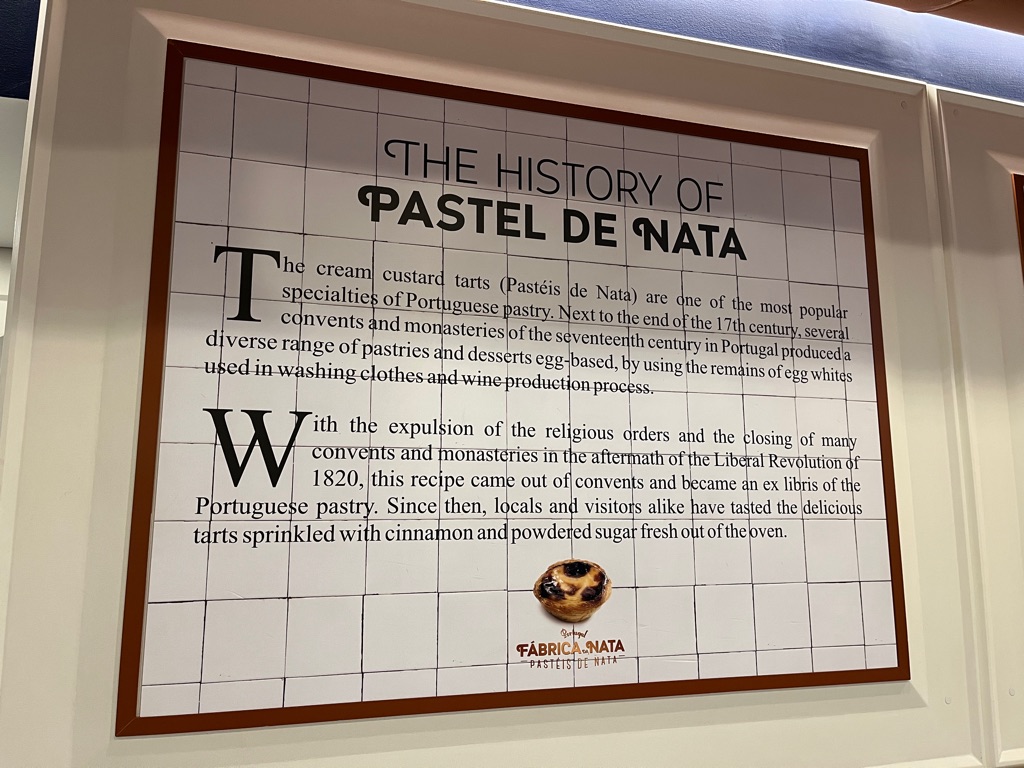 THE HISTORY OF
PASTEL DE NATA
The cream custard tarts (Pastéis de Nata) are one of the most popular
specialties of Portuguese pastry. Next to the end of the 17th century, several
convents and monasteries of the seventeenth century in Portugal produced a
diverse range of pastries and desserts egg-based, by using the remains of egg whites
used in washing clothes and wine production process.
With the expulsion of the religious orders and the closing of many
convents and monasteries in the aftermath of the Liberal Revolution of
1820, this recipe came out of convents and became an ex libris of the
Portuguese pastry. Since then, locals and visitors alike have tasted the delicious
tarts sprinkled with cinnamon and powdered sugar fresh out of the oven.
Portugal
FÁBRICA DA NATA
PASTÉIS DE NATA